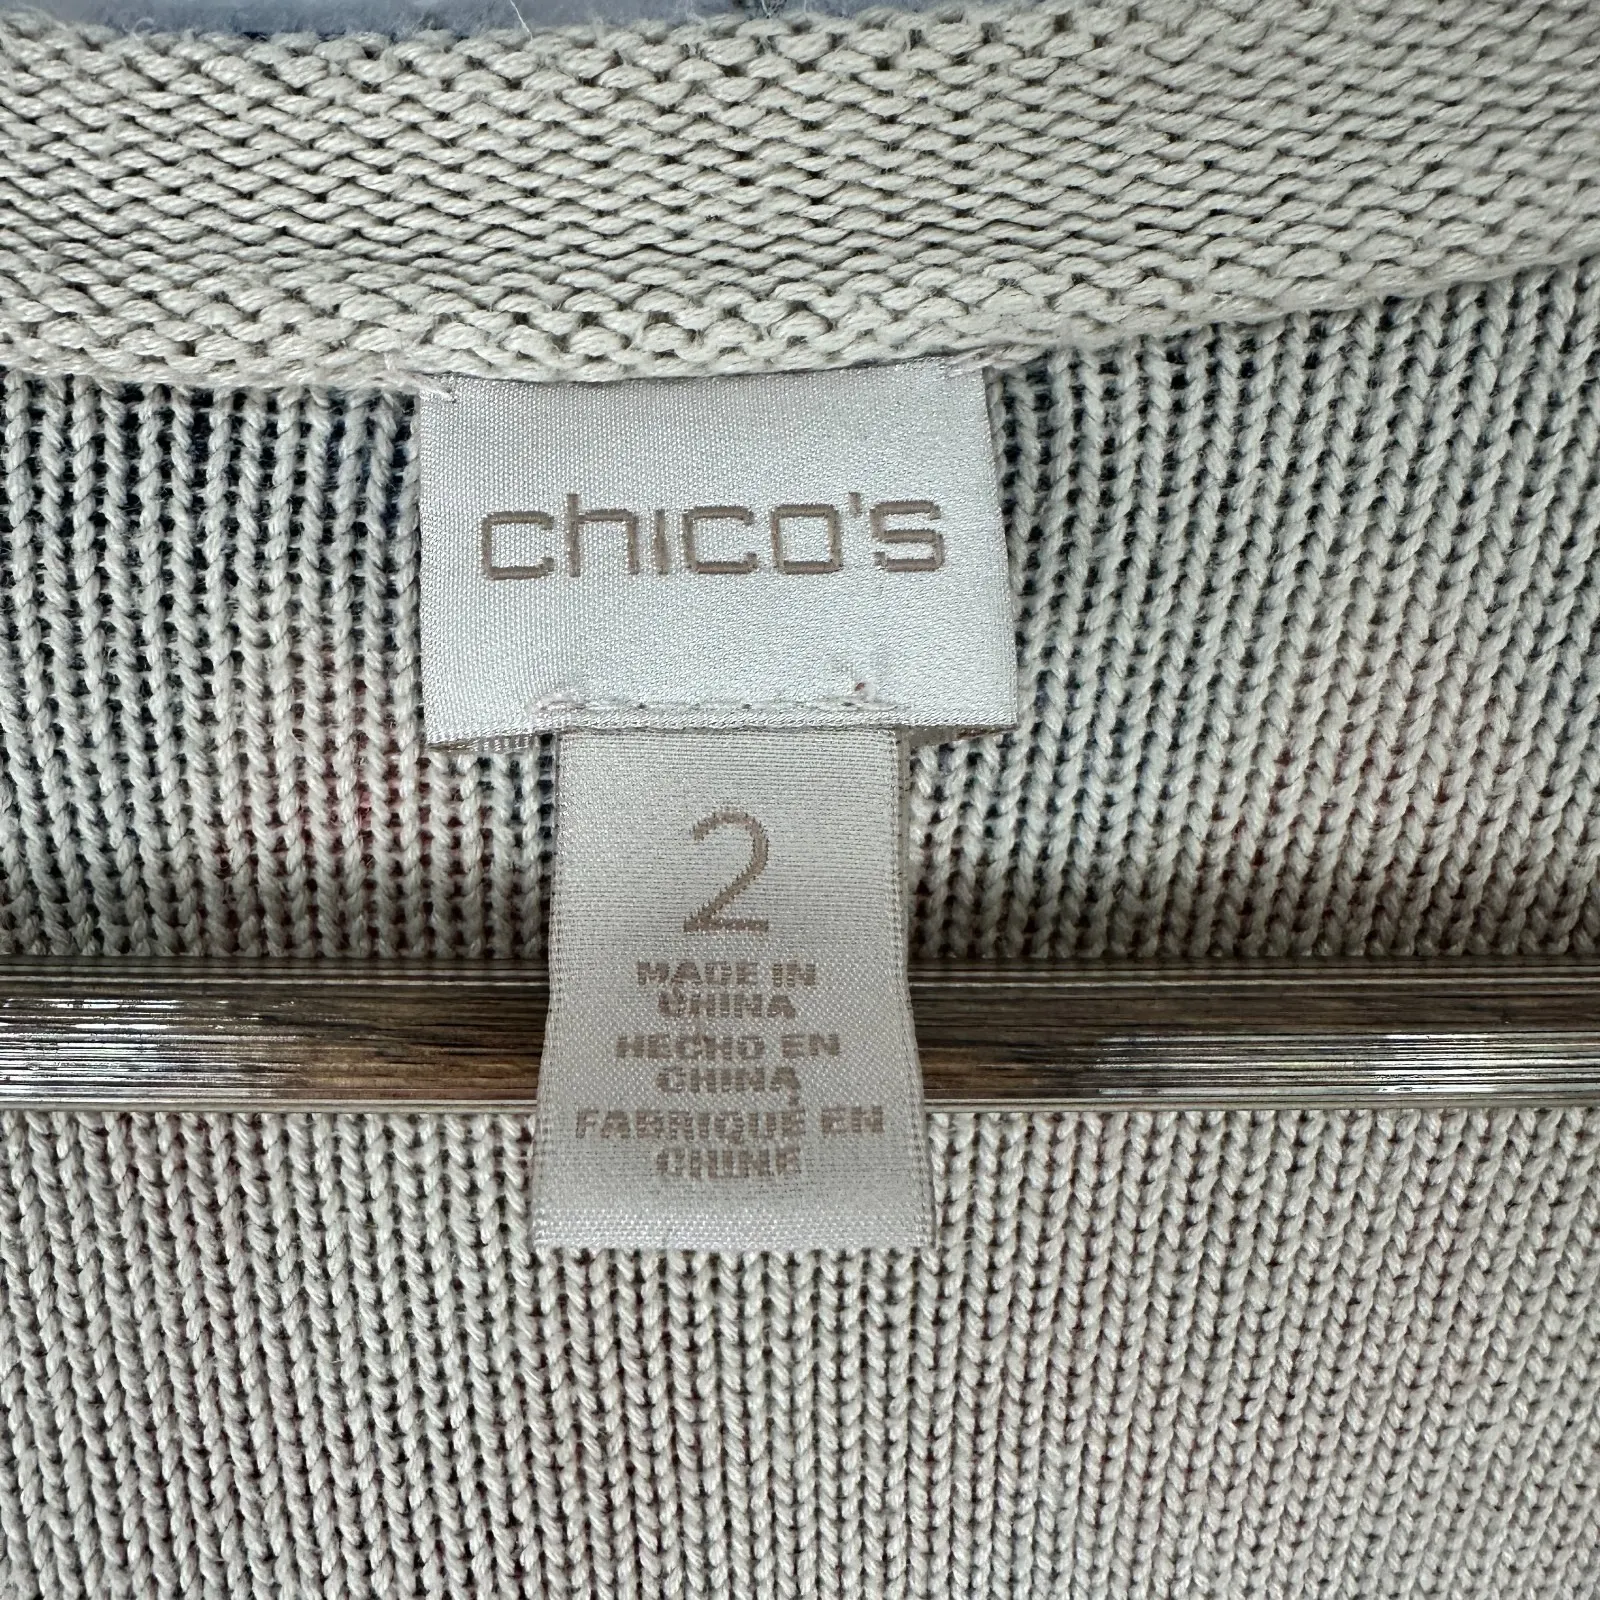 chico's
2
MADE IN
CHINA
HECHO EN
CHINA
FABRIQUÉ EN
CHINE